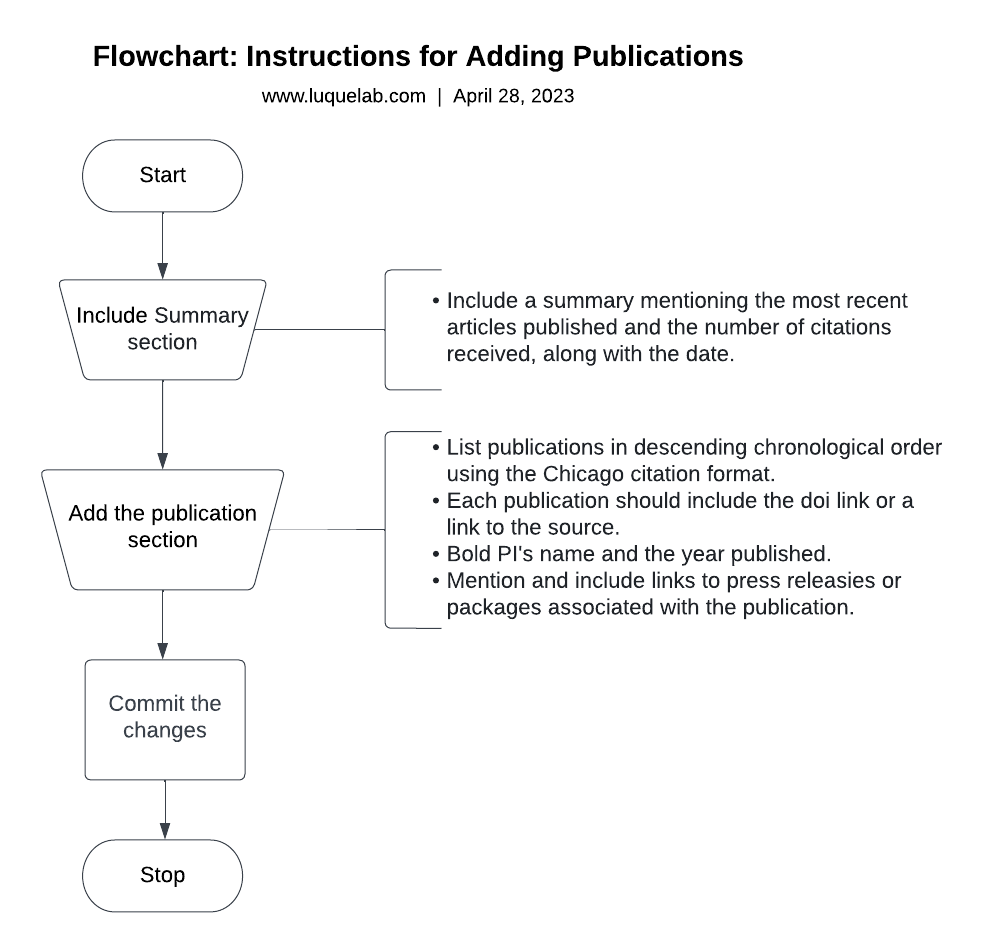 Flowchart: Instructions for Adding Publications
www.luquelab.com | April 28, 2023
Start
Include Summary
section
• Include a summary mentioning the most recent
articles published and the number of citations
received, along with the date.
Add the publication
section
• List publications in descending chronological order
using the Chicago citation format.
• Each publication should include the doi link or a
link to the source.
• Bold PI's name and the year published.
• Mention and include links to press releasies or
packages associated with the publication.
Commit the
changes
Stop